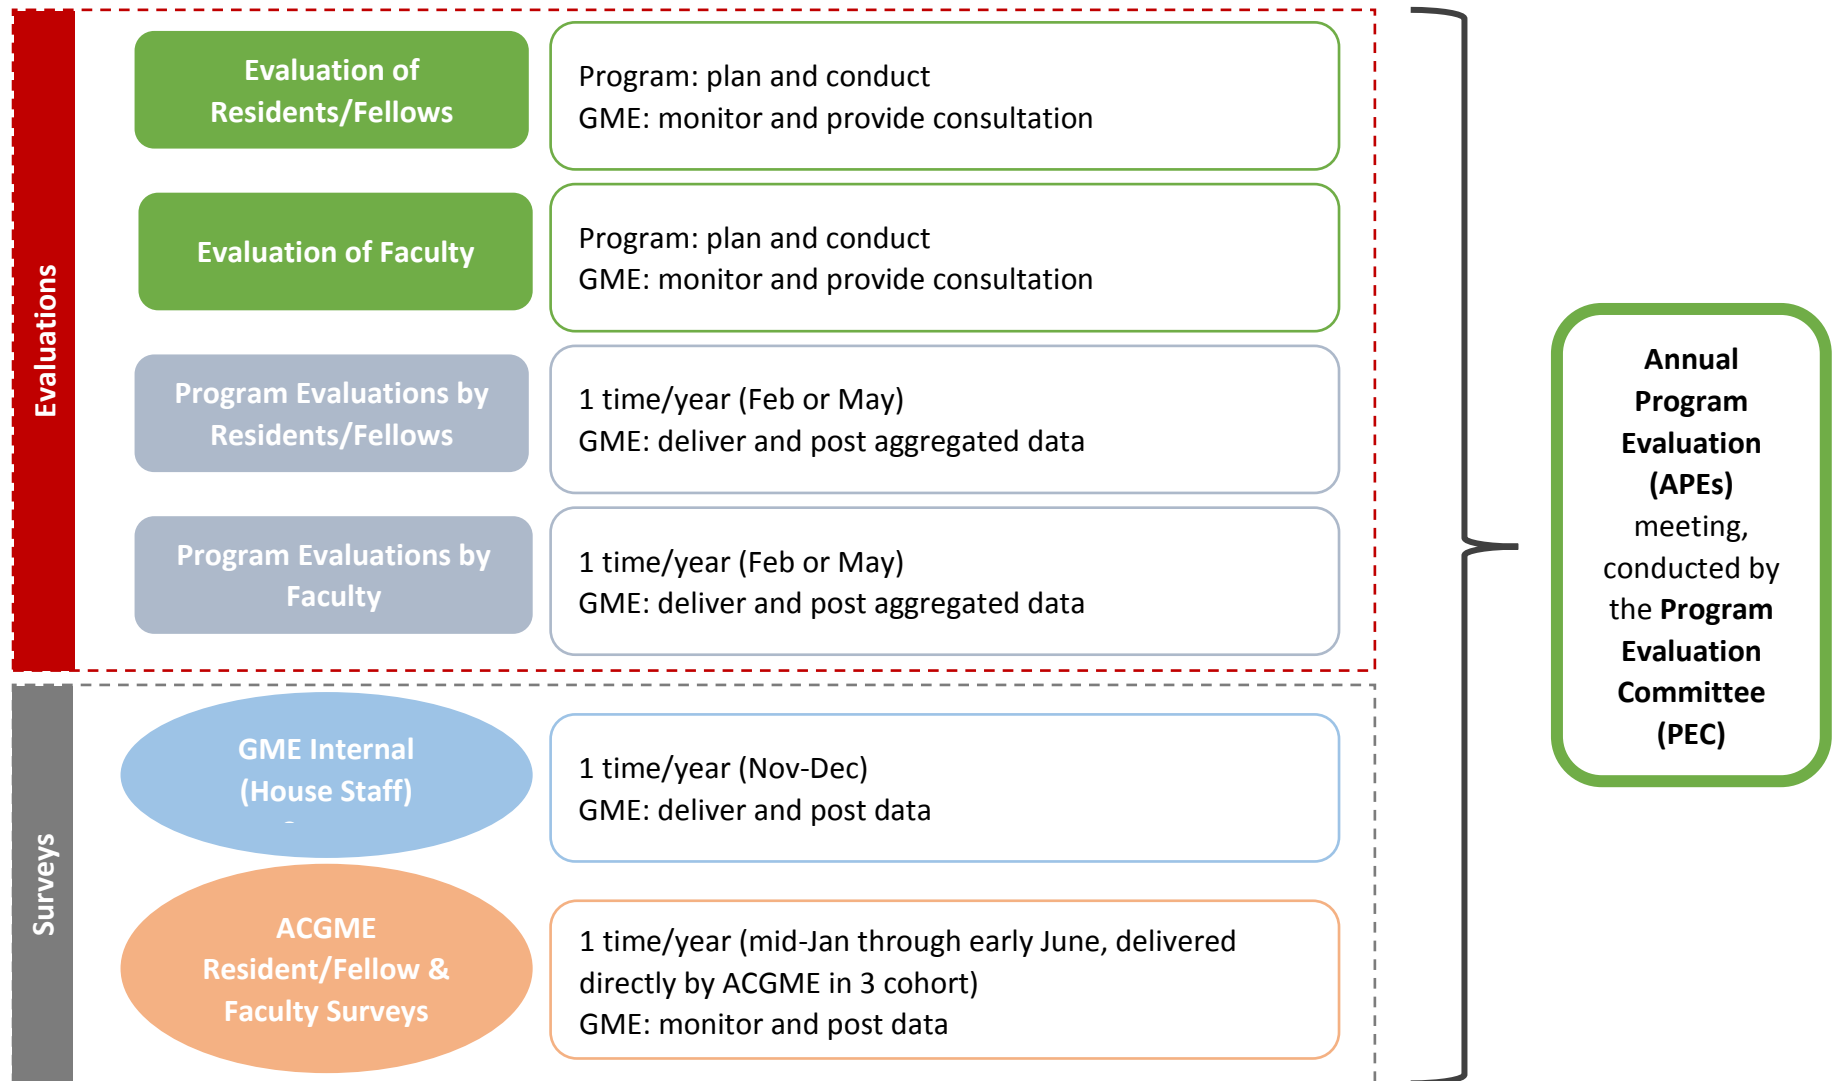 Evaluations
Evaluation of
Residents/Fellows
Program: plan and conduct
GME: monitor and provide consultation
Evaluation of Faculty
Program: plan and conduct
GME: monitor and provide consultation
Program Evaluations by
Residents/Fellows
1 time/year (Feb or May)
GME: deliver and post aggregated data
Program Evaluations by
Faculty
1 time/year (Feb or May)
GME: deliver and post aggregated data
Surveys
GME Internal
(House Staff)
1 time/year (Nov-Dec)
GME: deliver and post data
ACGME
Resident/Fellow &
Faculty Surveys
1 time/year (mid-Jan through early June, delivered
directly by ACGME in 3 cohort)
GME: monitor and post data
Annual
Program
Evaluation
(APEs)
meeting,
conducted by
the Program
Evaluation
Committee
(PEC)